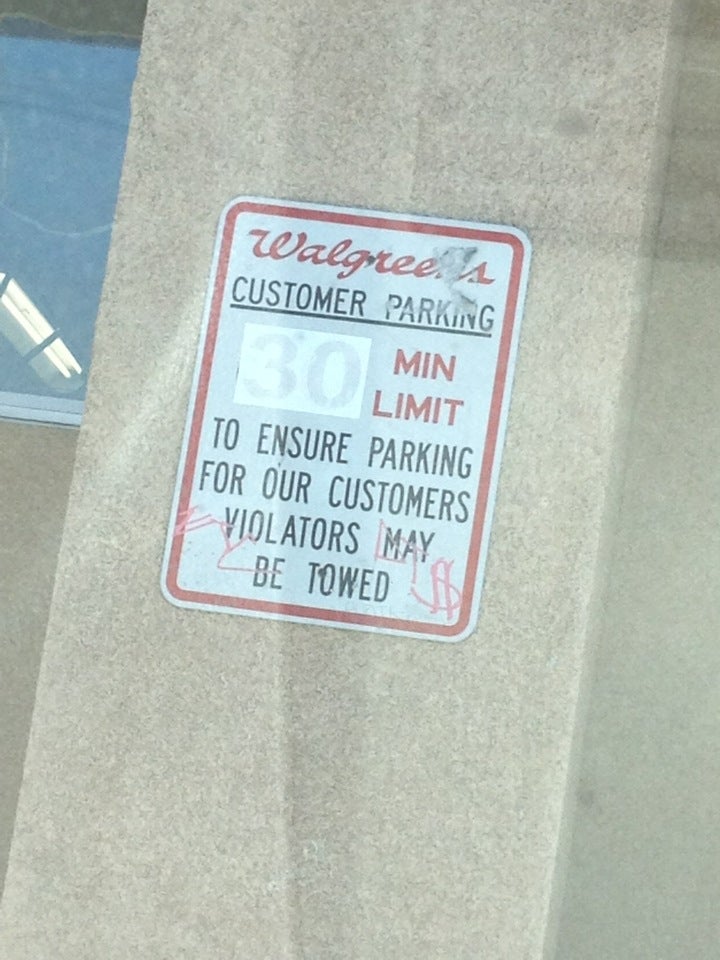 Walgreens
CUSTOMER PARKING
30 MIN
LIMIT
TO ENSURE PARKING
FOR OUR CUSTOMERS
VIOLATORS MAY
BE TOWED